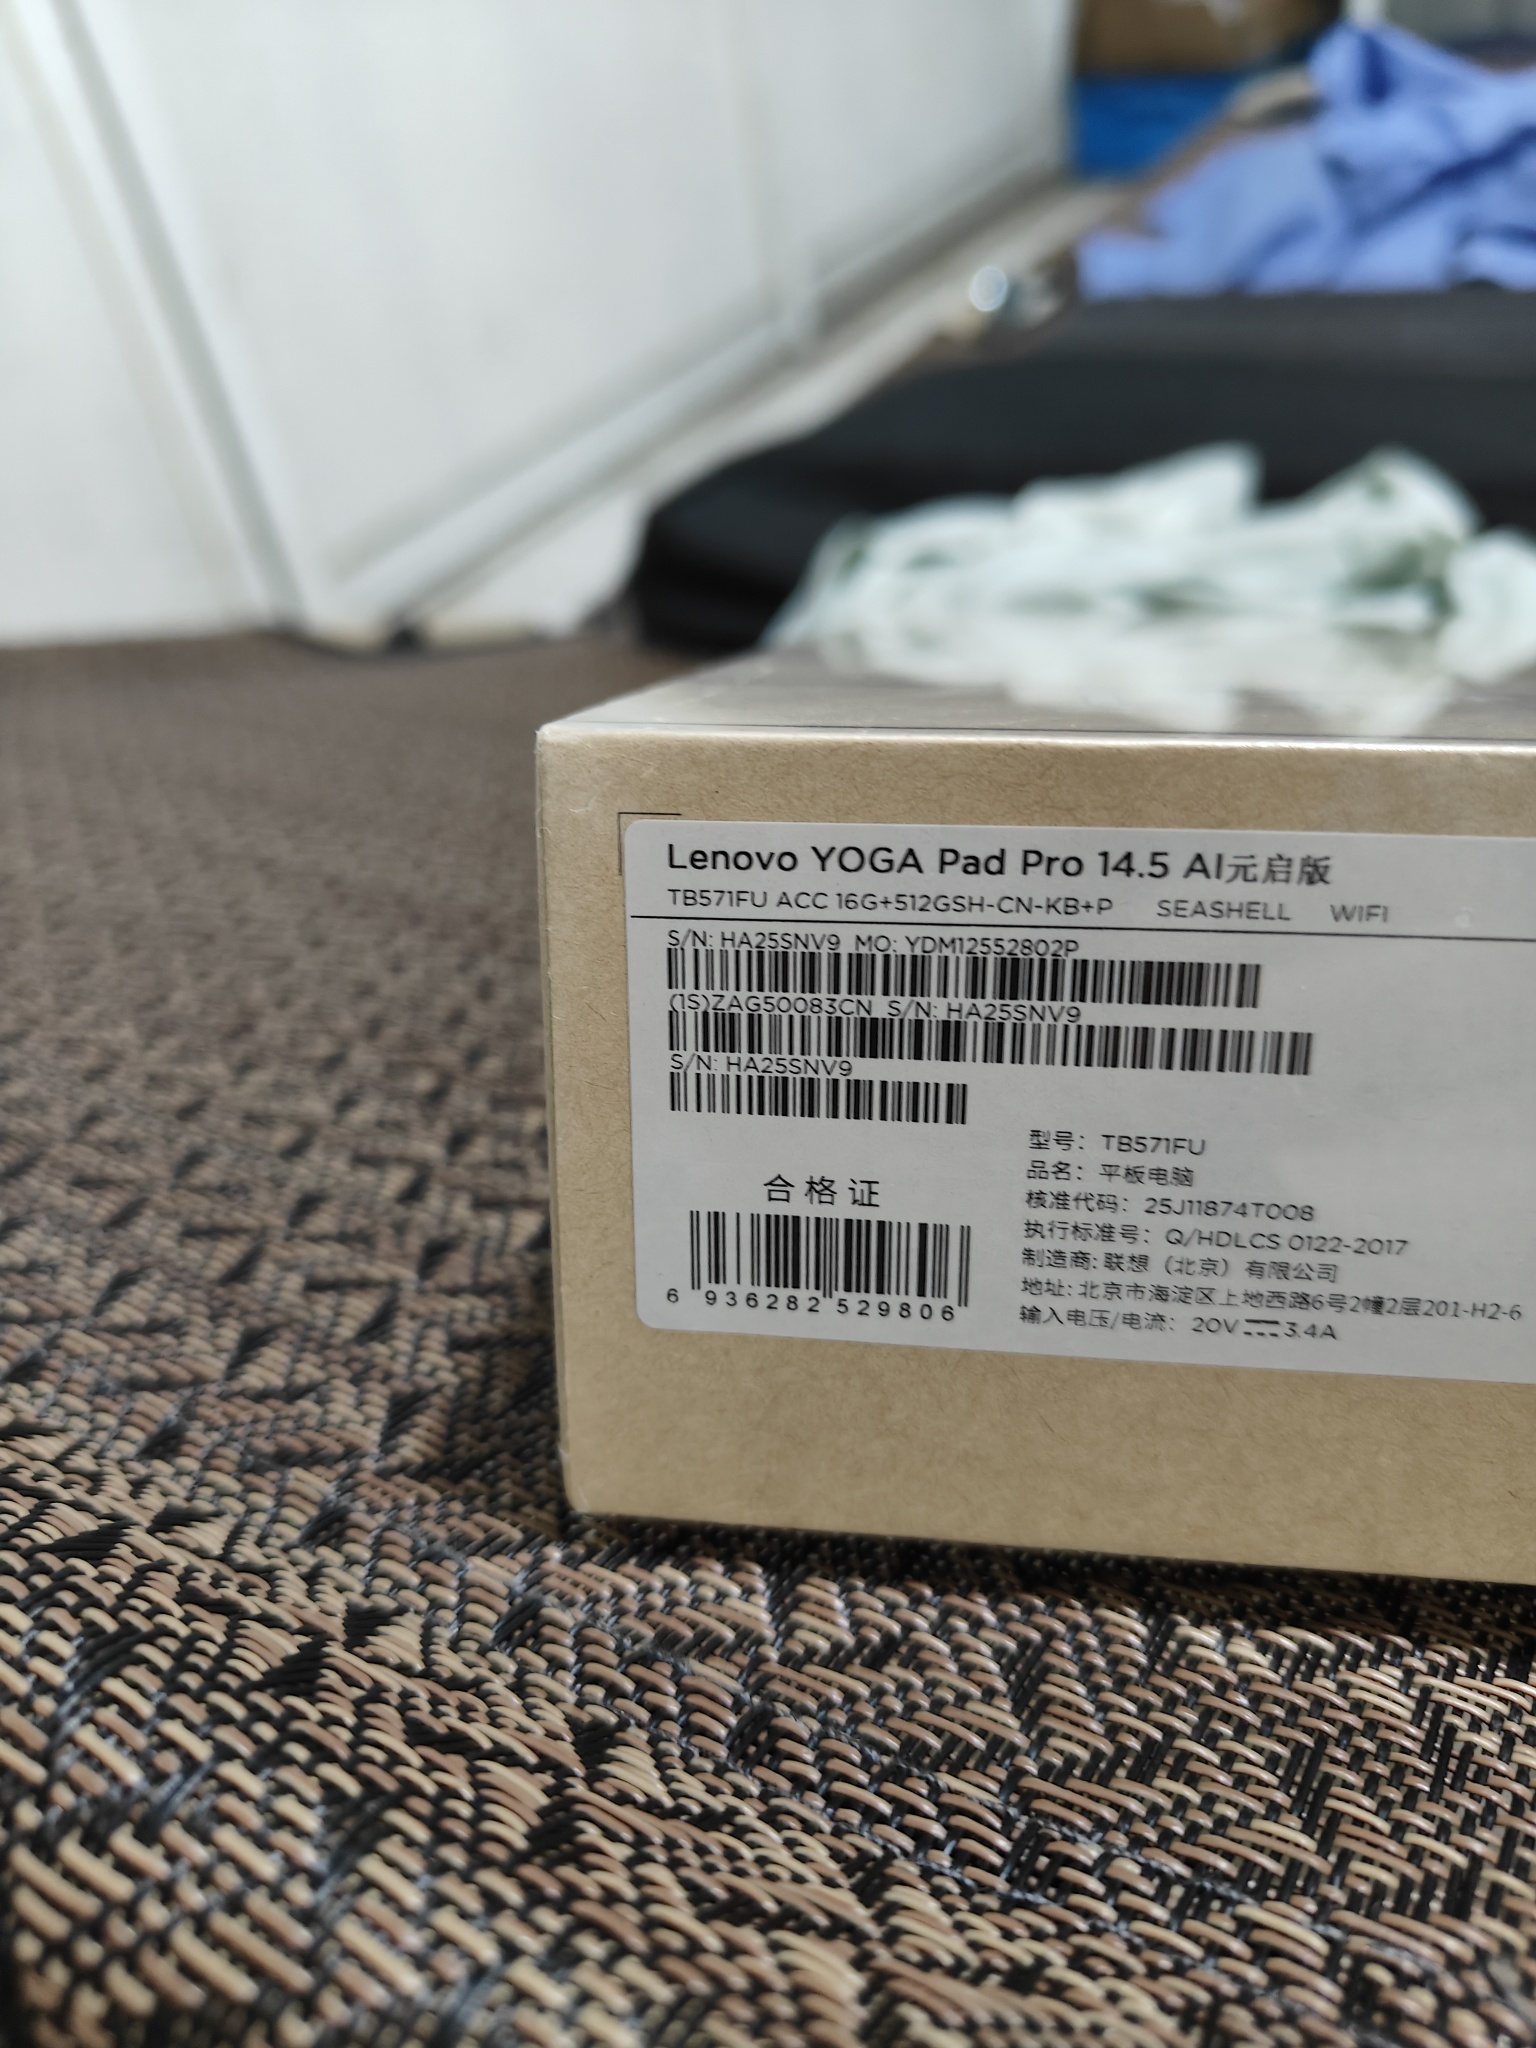 Lenovo YOGA Pad Pro 14.5 AI元启版
TB571FU ACC 16G+512GSH-CN-KB+P SEASHELL WIFI
S/N: HA25SNV9 MO: YDM12552802P
(1S)ZAG50083CN S/N: HA25SNV9
S/N: HA25SNV9
合格证
6 936282 529806
型号：TB571FU
品名：平板电脑
核准代码：25J11874T008
执行标准号：Q/HDLCS 0122-2017
制造商: 联想（北京）有限公司
地址: 北京市海淀区上地西路6号2幢2层201-H2-6
输入电压/电流：20V⎓3.4A